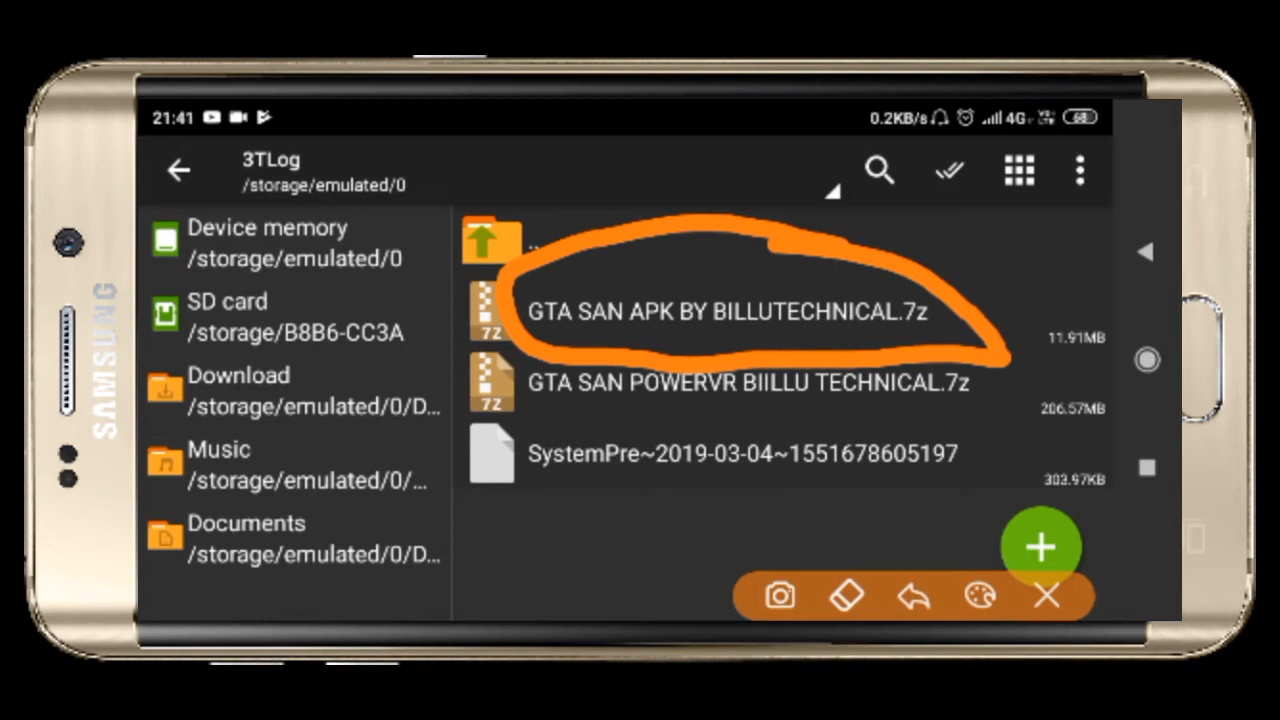 21:41
0.2KB/s
4G
68
3TLog
/storage/emulated/0
Device memory
/storage/emulated/0
SD card
/storage/B8B6-CC3A
Download
/storage/emulated/0/D...
Music
/storage/emulated/0/...
Documents
/storage/emulated/0/D...
..
GTA SAN APK BY BILLUTECHNICAL.7z
11.91MB
7Z
GTA SAN POWERVR BIILLU TECHNICAL.7z
206.57MB
7Z
SystemPre~2019-03-04~1551678605197
303.97KB
SAMSUNG